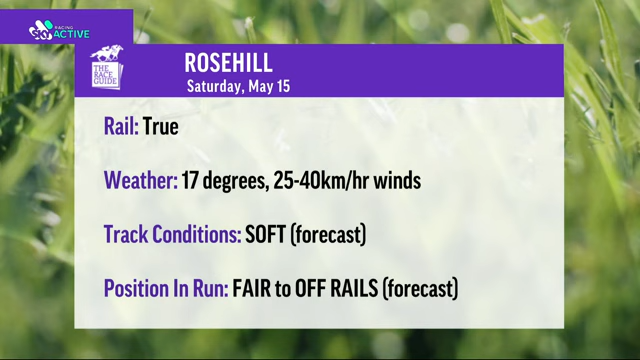 SKY RACING ACTIVE
THE RACE GUIDE
ROSEHILL
Saturday, May 15
Rail: True
Weather: 17 degrees, 25-40km/hr winds
Track Conditions: SOFT (forecast)
Position In Run: FAIR to OFF RAILS (forecast)